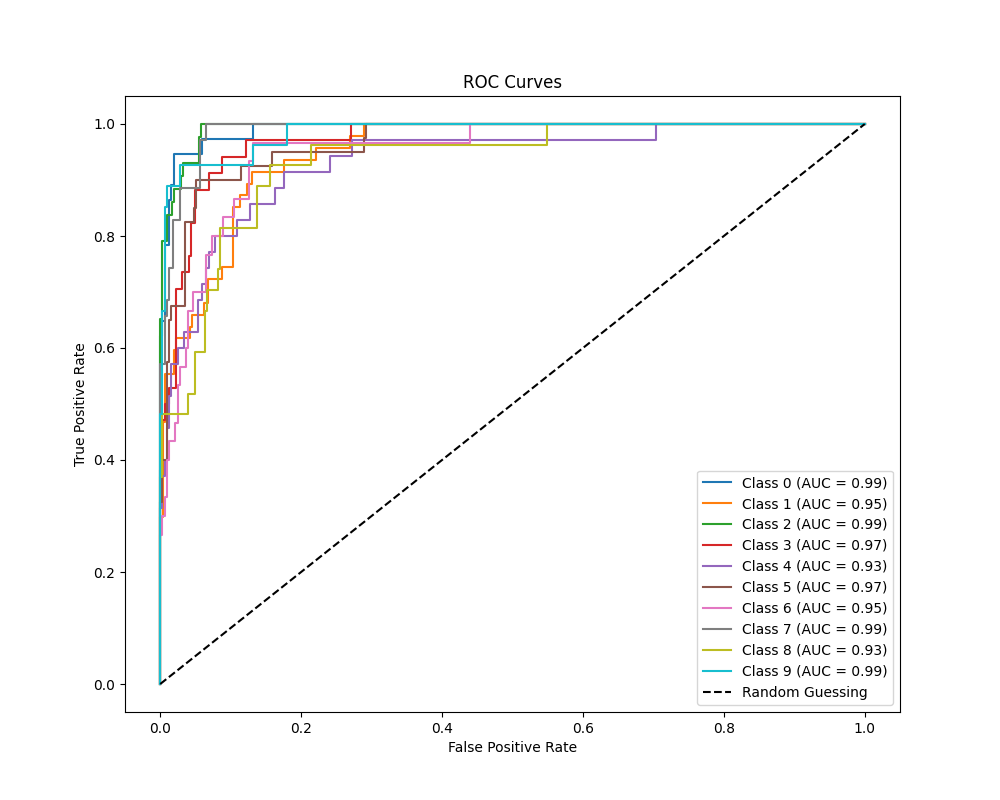 ROC Curves
True Positive Rate
1.0
0.8
0.6
0.4
0.2
0.0
0.0 0.2 0.4 0.6 0.8 1.0
False Positive Rate
Class 0 (AUC = 0.99)
Class 1 (AUC = 0.95)
Class 2 (AUC = 0.99)
Class 3 (AUC = 0.97)
Class 4 (AUC = 0.93)
Class 5 (AUC = 0.97)
Class 6 (AUC = 0.95)
Class 7 (AUC = 0.99)
Class 8 (AUC = 0.93)
Class 9 (AUC = 0.99)
Random Guessing